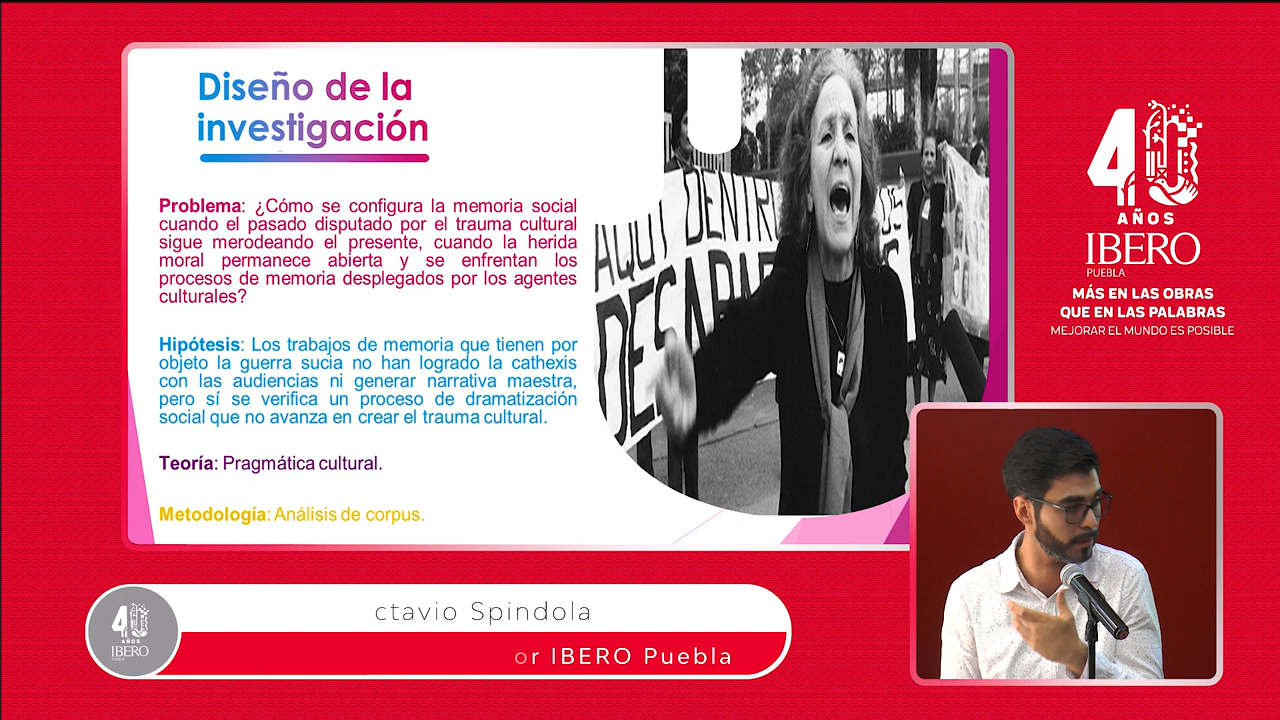 Diseño de la
investigación
Problema: ¿Cómo se configura la memoria social
cuando el pasado disputado por el trauma cultural
sigue merodeando el presente, cuando la herida
moral permanece abierta y se enfrentan los
procesos de memoria desplegados por los agentes
culturales?
Hipótesis: Los trabajos de memoria que tienen por
objeto la guerra sucia no han logrado la cathexis
con las audiencias ni generar narrativa maestra,
pero sí se verifica un proceso de dramatización
social que no avanza en crear el trauma cultural.
Teoría: Pragmática cultural.
Metodología: Análisis de corpus.
AQUI DENTR
OS
DESAPA
40
AÑOS
IBERO
PUEBLA
MÁS EN LAS OBRAS
QUE EN LAS PALABRAS
MEJORAR EL MUNDO ES POSIBLE
40
AÑOS
IBERO
PUEBLA
ctavio Spindola
or IBERO Puebla